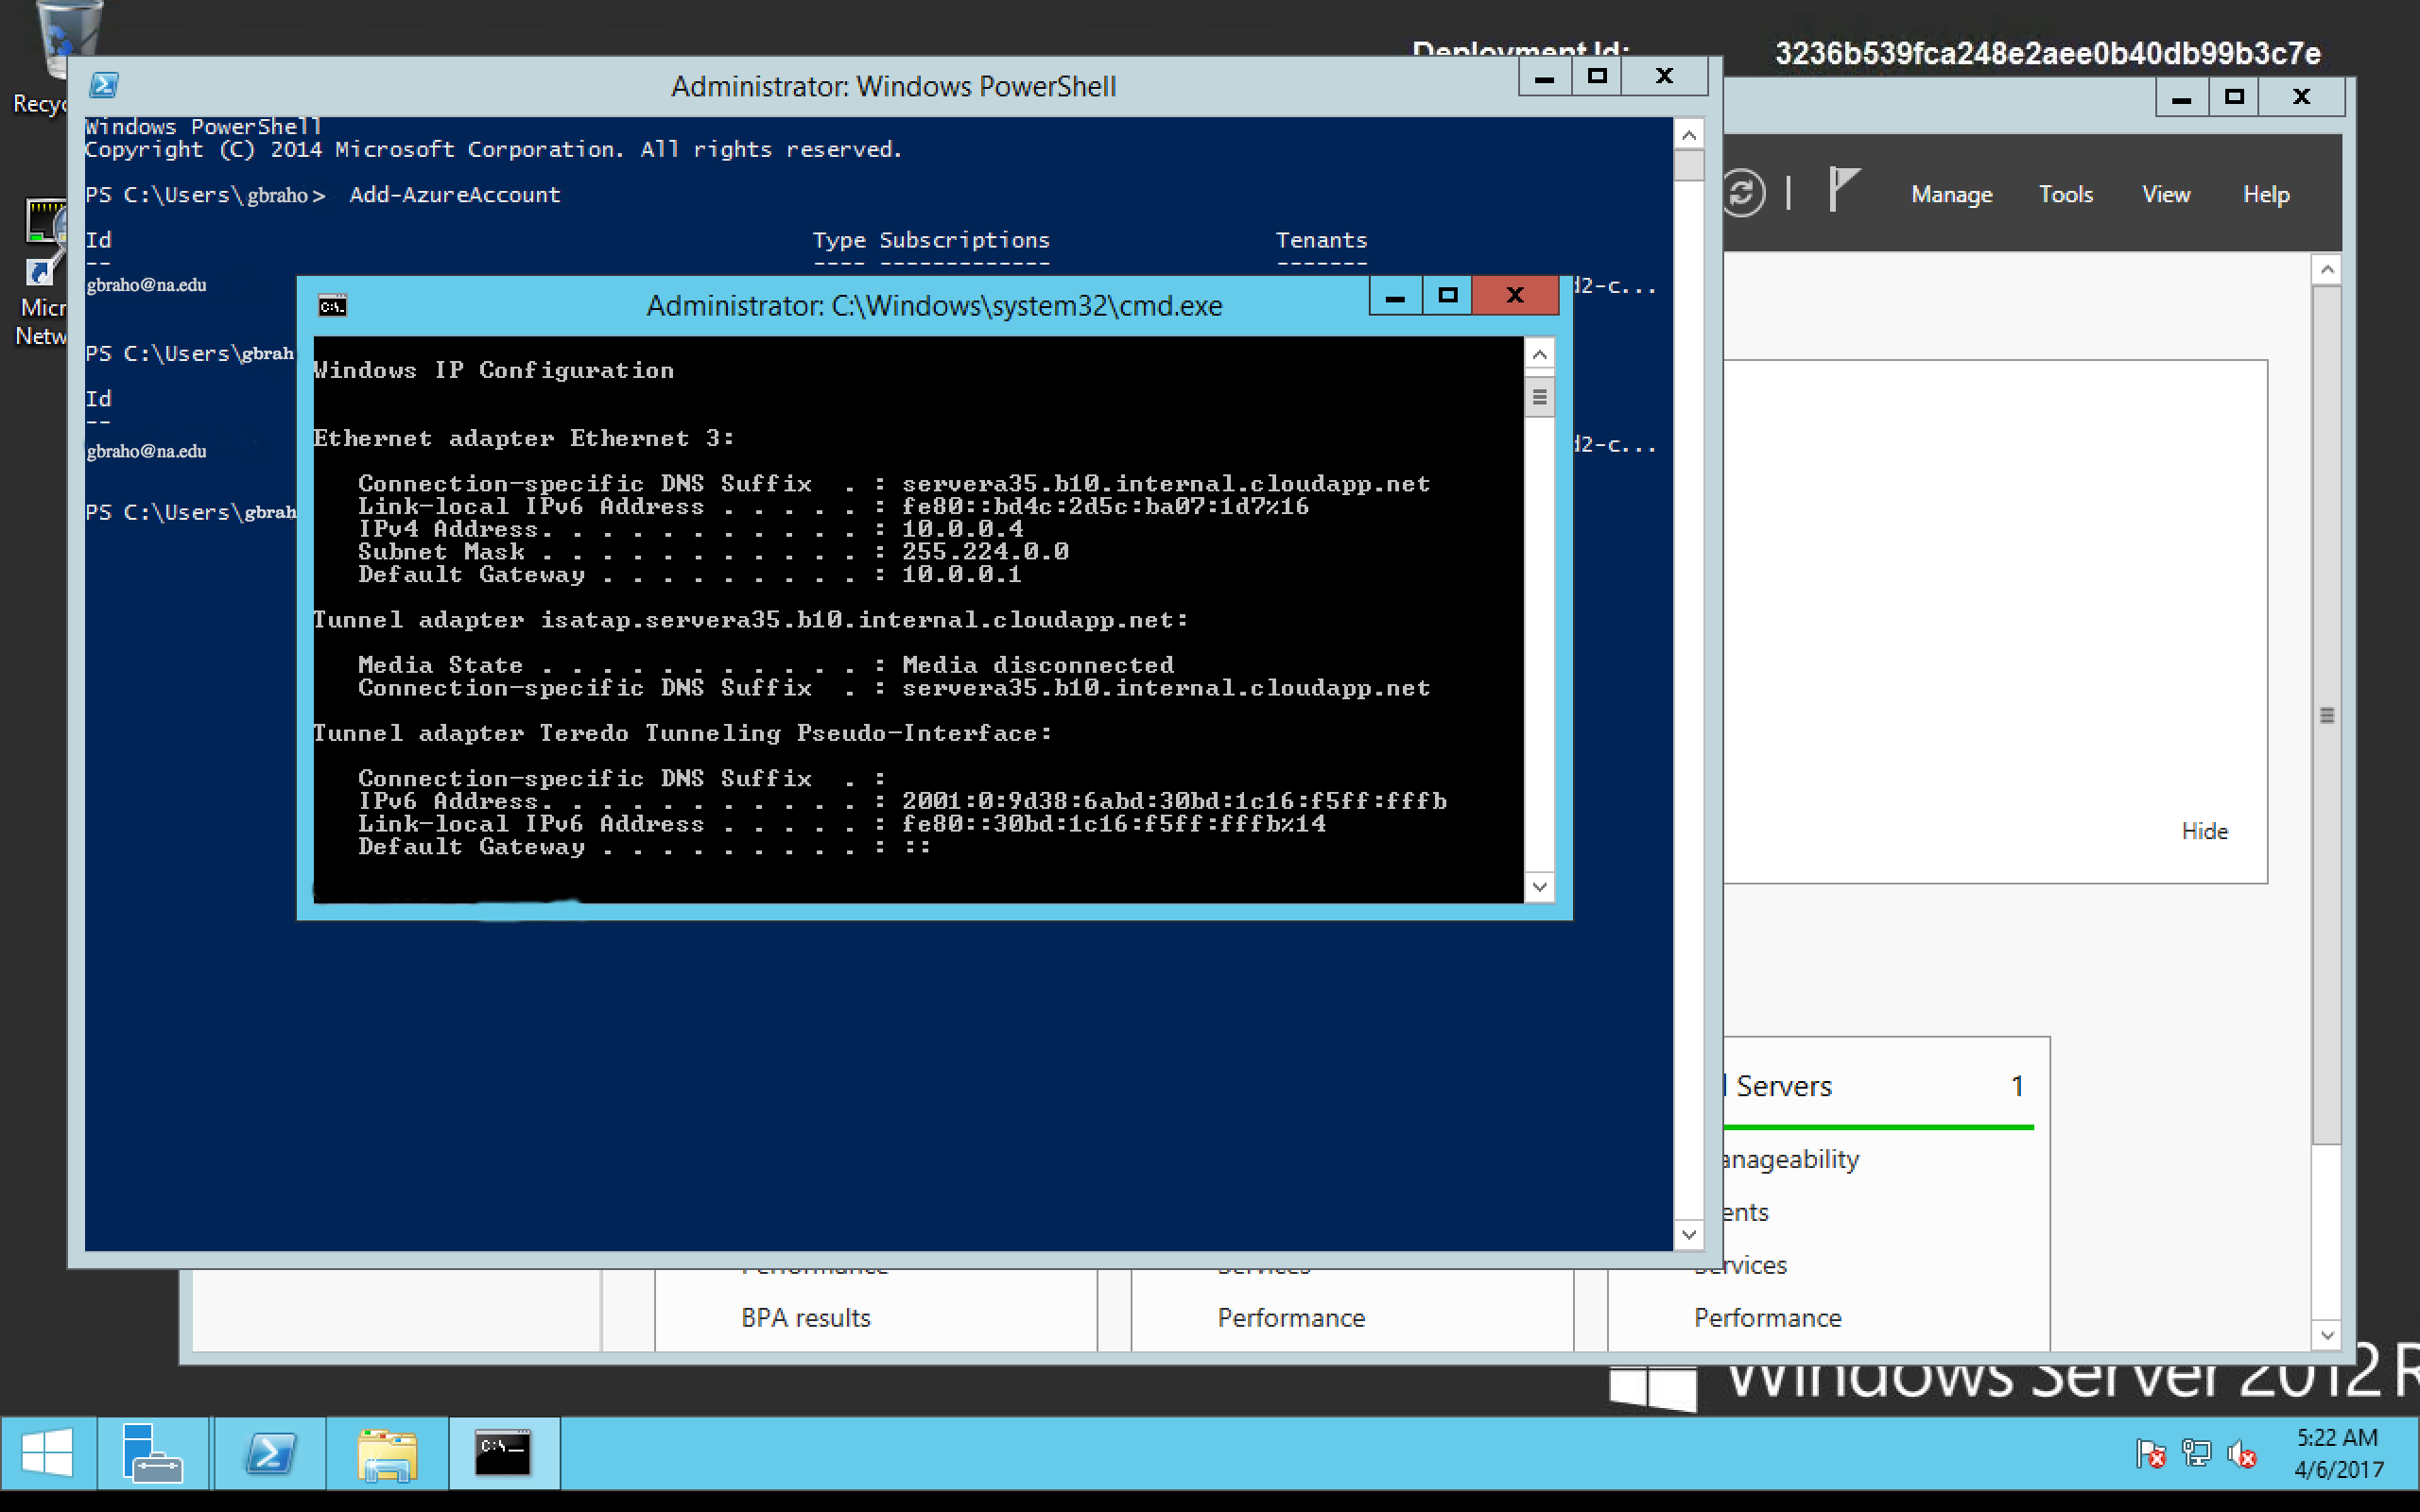 Deployment Id: 3236b539fca248e2aee0b40db99b3c7e
Administrator: Windows PowerShell
Windows PowerShell
Copyright (C) 2014 Microsoft Corporation. All rights reserved.
PS C:\Users\gbraho> Add-AzureAccount
Id Type Subscriptions Tenants
-- ---- ------------- -------
gbraho@na.edu d2-c...
PS C:\Users\gbrah
Id
--
gbraho@na.edu d2-c...
PS C:\Users\gbrah
Administrator: C:\Windows\system32\cmd.exe
Windows IP Configuration
Ethernet adapter Ethernet 3:
Connection-specific DNS Suffix . : servera35.b10.internal.cloudapp.net
Link-local IPv6 Address . . . . . : fe80::bd4c:2d5c:ba07:1d7%16
IPv4 Address. . . . . . . . . . . : 10.0.0.4
Subnet Mask . . . . . . . . . . . : 255.224.0.0
Default Gateway . . . . . . . . . : 10.0.0.1
Tunnel adapter isatap.servera35.b10.internal.cloudapp.net:
Media State . . . . . . . . . . . : Media disconnected
Connection-specific DNS Suffix . : servera35.b10.internal.cloudapp.net
Tunnel adapter Teredo Tunneling Pseudo-Interface:
Connection-specific DNS Suffix . :
IPv6 Address. . . . . . . . . . . : 2001:0:9d38:6abd:30bd:1c16:f5ff:fffb
Link-local IPv6 Address . . . . . : fe80::30bd:1c16:f5ff:fffb%14
Default Gateway . . . . . . . . . : ::
Recyc
Micr
Netw
Manage Tools View Help
Hide
l Servers 1
anageability
ents
Performance Services ervices
BPA results Performance Performance
Windows Server 2012 R
C:\_
5:22 AM
4/6/2017